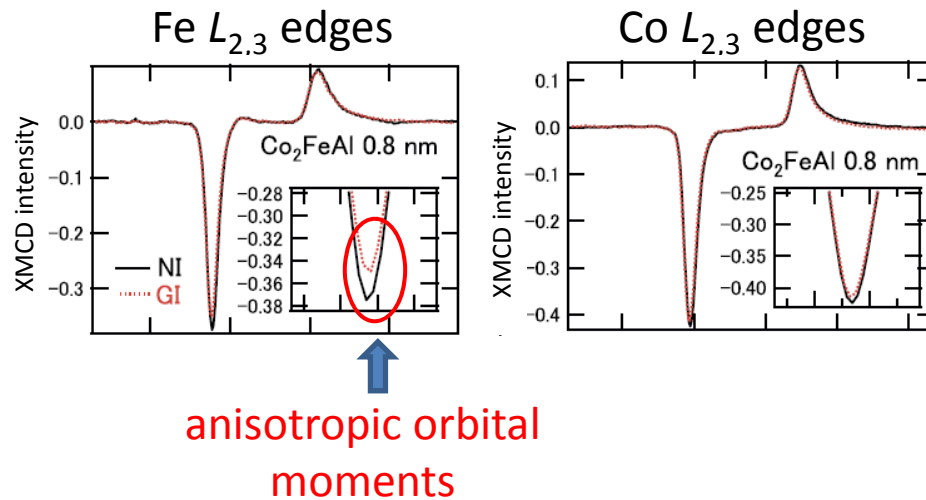 Fe L2,3 edges
Co L2,3 edges
XMCD intensity
0.0
−0.1
−0.2
−0.3
Co2FeAl 0.8 nm
−0.28
−0.30
−0.32
−0.34
−0.36
−0.38
NI
GI
XMCD intensity
0.1
0.0
−0.1
−0.2
−0.3
−0.4
Co2FeAl 0.8 nm
−0.25
−0.30
−0.35
−0.40
anisotropic orbital
moments